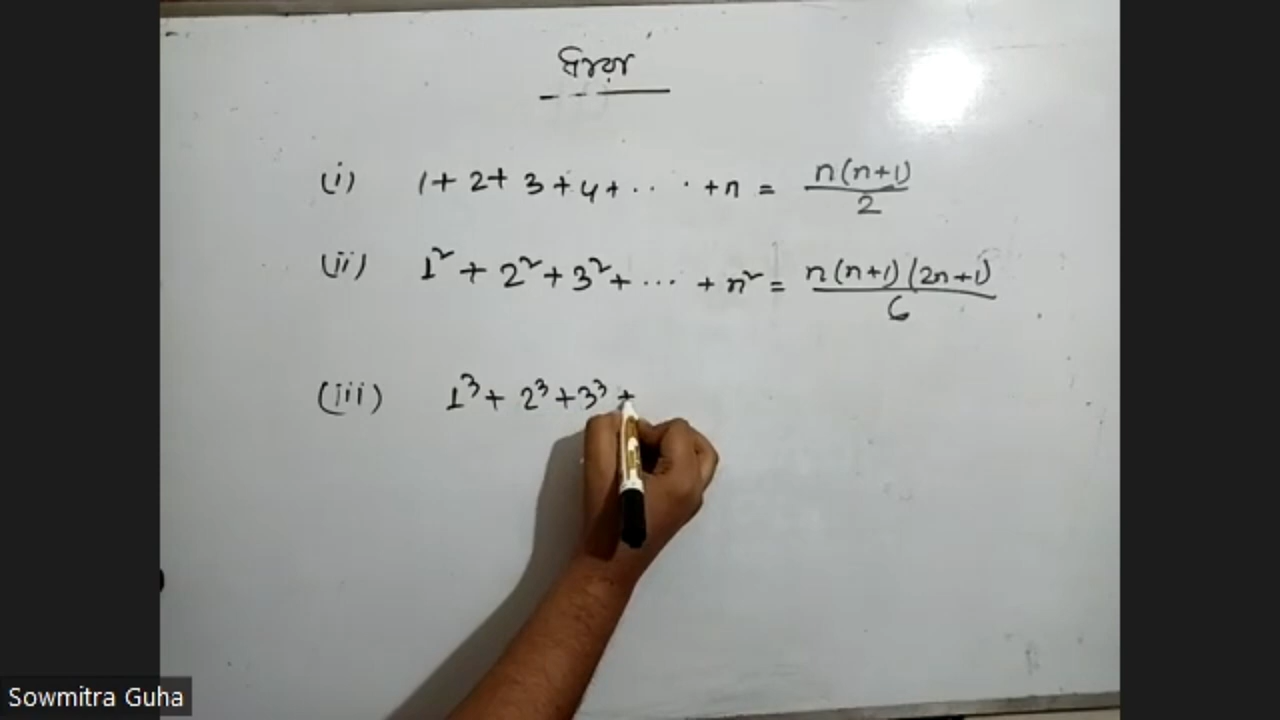 ধারা
(i) 1 + 2 + 3 + 4 + .. . + n = n(n+1)/2
(ii) 1² + 2² + 3² + ... + n² = n(n+1)(2n+1)/6
(iii) 1³ + 2³ + 3³ +
Sowmitra Guha